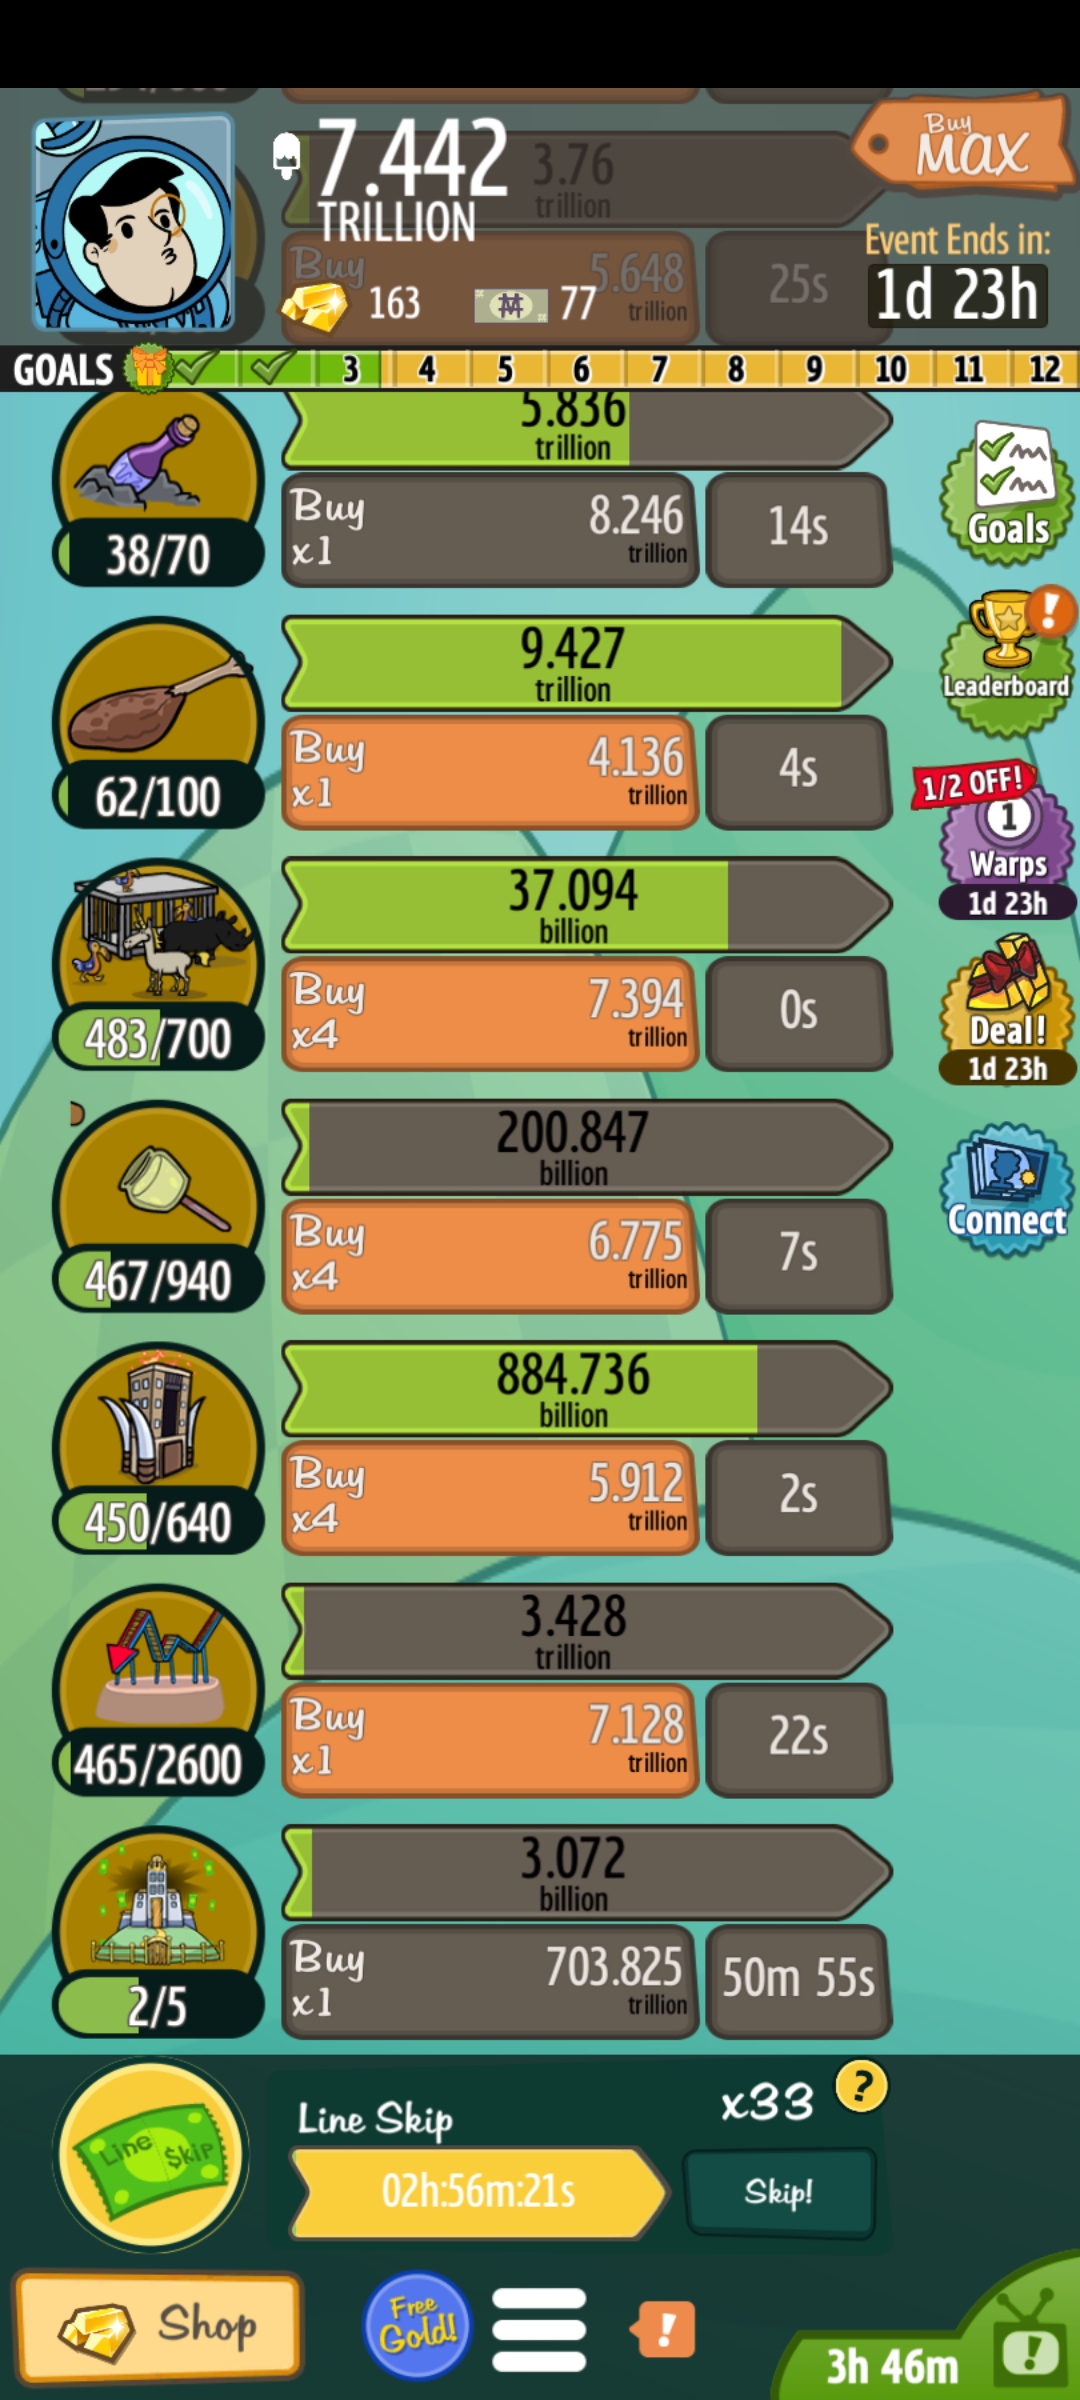 7.442
TRILLION
3.76
trillion
Buy
MAX
Event Ends in:
1d 23h
Buy
5.648
trillion
25s
163
77
GOALS 3 4 5 6 7 8 9 10 11 12
5.836
trillion
38/70
Buy
x1
8.246
trillion
14s
Goals
9.427
trillion
62/100
Buy
x1
4.136
trillion
4s
!
Leaderboard
1/2 OFF!
1
Warps
1d 23h
37.094
billion
483/700
Buy
x4
7.394
trillion
0s
Deal!
1d 23h
200.847
billion
467/940
Buy
x4
6.775
trillion
7s
Connect
884.736
billion
450/640
Buy
x4
5.912
trillion
2s
3.428
trillion
465/2600
Buy
x1
7.128
trillion
22s
3.072
billion
2/5
Buy
x1
703.825
trillion
50m 55s
Line $kip
Line Skip
x33
?
02h:56m:21s
Skip!
Shop
Free
Gold!
!
3h 46m
!